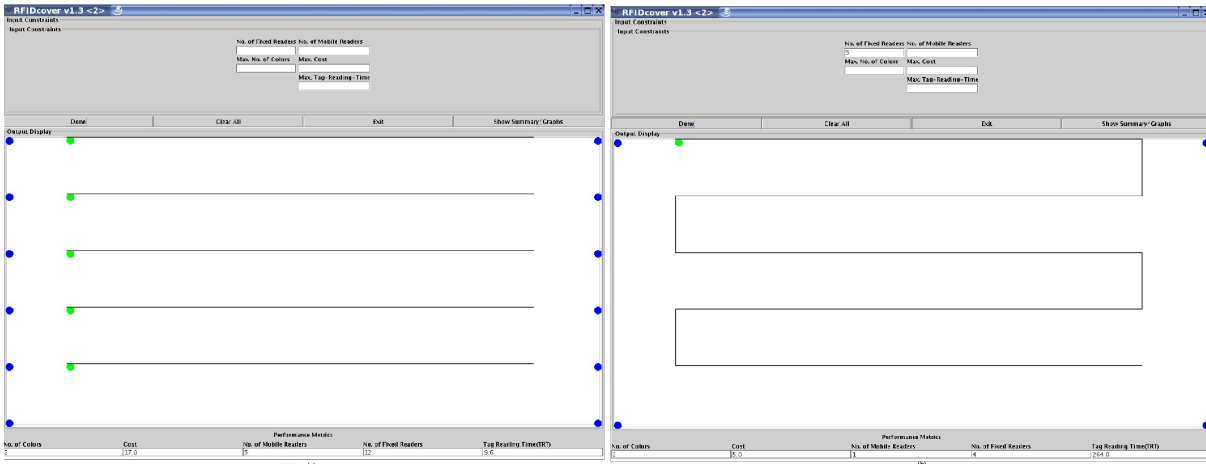 RFIDcover v1.3 <2>
Input Constraints
Input Constraints
No. of Fixed Readers No. of Mobile Readers
Max. No. of Colors Max. Cost
Max. Tag-Reading-Time
Done Clear All Exit Show Summary/Graphs
Output Display
Performance Metrics
No. of Colors Cost No. of Mobile Readers No. of Fixed Readers Tag Reading Time(TRT)
2 17.0 5 12 9.6
(a)
RFIDcover v1.3 <2>
Input Constraints
Input Constraints
No. of Fixed Readers No. of Mobile Readers
5
Max. No. of Colors Max. Cost
Max. Tag-Reading-Time
Done Clear All Exit Show Summary/Graphs
Output Display
Performance Metrics
No. of Colors Cost No. of Mobile Readers No. of Fixed Readers Tag Reading Time(TRT)
2 5.0 1 4 264.0
(b)